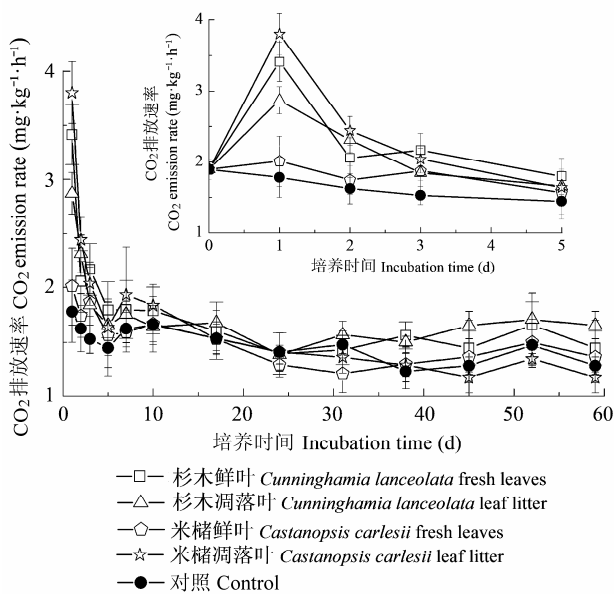 4
3
2
1
CO₂排放速率 CO₂ emission rate (mg·kg⁻¹·h⁻¹)
4
3
2
1
CO₂排放速率
CO₂ emission rate (mg·kg⁻¹·h⁻¹)
0 1 2 3 4 5
培养时间 Incubation time (d)
0 10 20 30 40 50 60
培养时间 Incubation time (d)
杉木鲜叶 Cunninghamia lanceolata fresh leaves
杉木凋落叶 Cunninghamia lanceolata leaf litter
米槠鲜叶 Castanopsis carlesii fresh leaves
米槠凋落叶 Castanopsis carlesii leaf litter
对照 Control